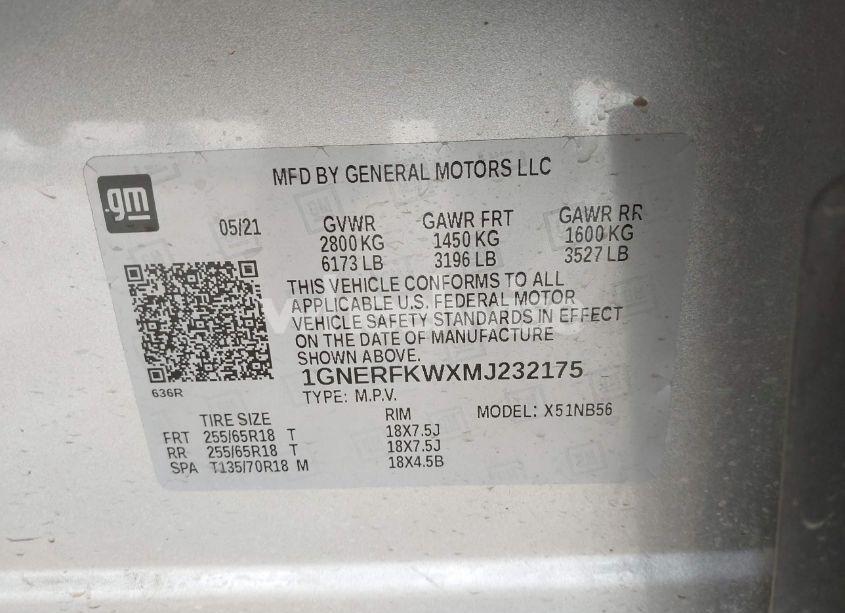 MFD BY GENERAL MOTORS LLC
gm
05/21 GVWR GAWR FRT GAWR RR
2800 KG 1450 KG 1600 KG
6173 LB 3196 LB 3527 LB
THIS VEHICLE CONFORMS TO ALL
APPLICABLE U.S. FEDERAL MOTOR
VEHICLE SAFETY STANDARDS IN EFFECT
ON THE DATE OF MANUFACTURE
SHOWN ABOVE.
1GNERFKWXMJ232175
636R
TYPE: M.P.V. MODEL: X51NB56
TIRE SIZE RIM
FRT 255/65R18 T 18X7.5J
RR 255/65R18 T 18X7.5J
SPA T135/70R18 M 18X4.5B